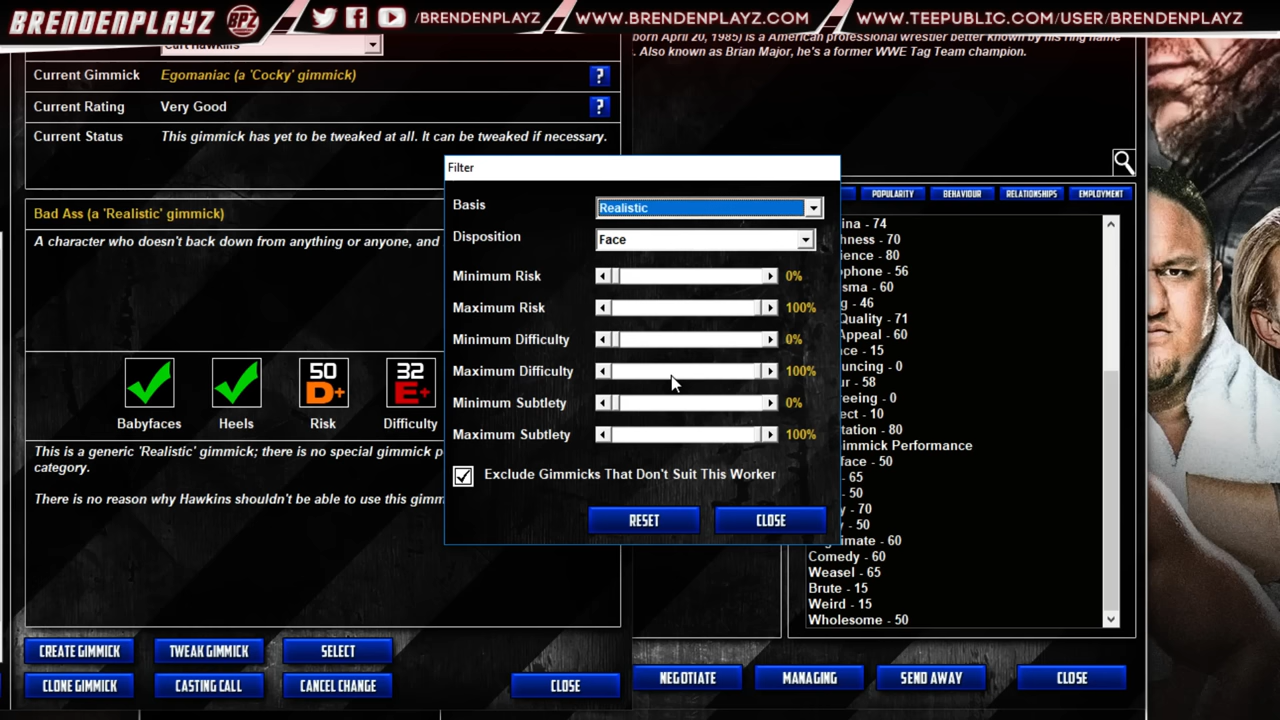 BRENDENPLAYZ BPZ /BRENDENPLAYZ WWW.BRENDENPLAYZ.COM WWW.TEEPUBLIC.COM/USER/BRENDENPLAYZ
Curt Hawkins
Current Gimmick Egomaniac (a 'Cocky' gimmick) ?
Current Rating Very Good ?
Current Status This gimmick has yet to be tweaked at all. It can be tweaked if necessary.
born April 20, 1985) is a American professional wrestler better known by his ring name
. Also known as Brian Major, he's a former WWE Tag Team champion.
Bad Ass (a 'Realistic' gimmick)
A character who doesn't back down from anything or anyone, and
50 D+
32 E+
Babyfaces Heels Risk Difficulty
This is a generic 'Realistic' gimmick; there is no special gimmick p
category.
There is no reason why Hawkins shouldn't be able to use this gimm
Filter
Basis Realistic
Disposition Face
Minimum Risk 0%
Maximum Risk 100%
Minimum Difficulty 0%
Maximum Difficulty 100%
Minimum Subtlety 0%
Maximum Subtlety 100%
Exclude Gimmicks That Don't Suit This Worker
RESET CLOSE
POPULARITY BEHAVIOUR RELATIONSHIPS EMPLOYMENT
ina - 74
hness - 70
ience - 80
ophone - 56
sma - 60
g - 46
Quality - 71
Appeal - 60
ce - 15
uncing - 0
ur - 58
reeing - 0
ect - 10
tation - 80
immick Performance
face - 50
- 65
- 50
y - 70
- 50
gitimate - 60
Comedy - 60
Weasel - 65
Brute - 15
Weird - 15
Wholesome - 50
CREATE GIMMICK TWEAK GIMMICK SELECT
CLONE GIMMICK CASTING CALL CANCEL CHANGE CLOSE
NEGOTIATE MANAGING SEND AWAY CLOSE